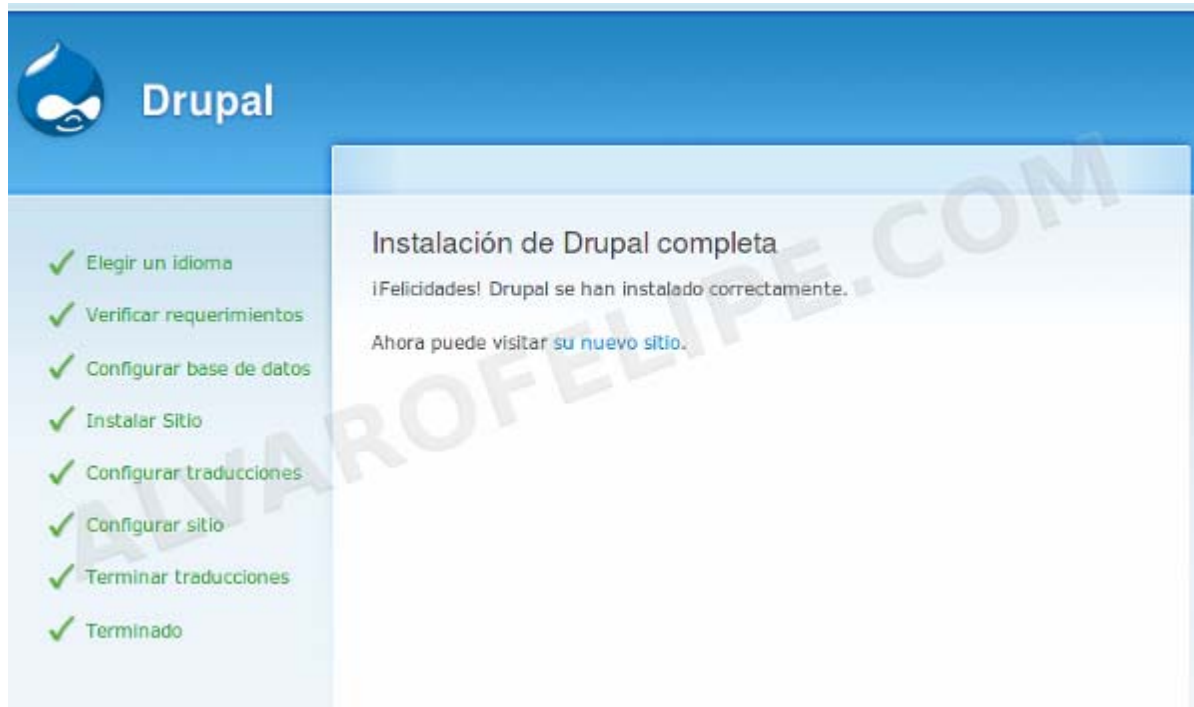 Drupal
Elegir un idioma
Verificar requerimientos
Configurar base de datos
Instalar Sitio
Configurar traducciones
Configurar sitio
Terminar traducciones
Terminado
Instalación de Drupal completa
¡Felicidades! Drupal se han instalado correctamente.
Ahora puede visitar su nuevo sitio.
ALVAROFELIPE.COM